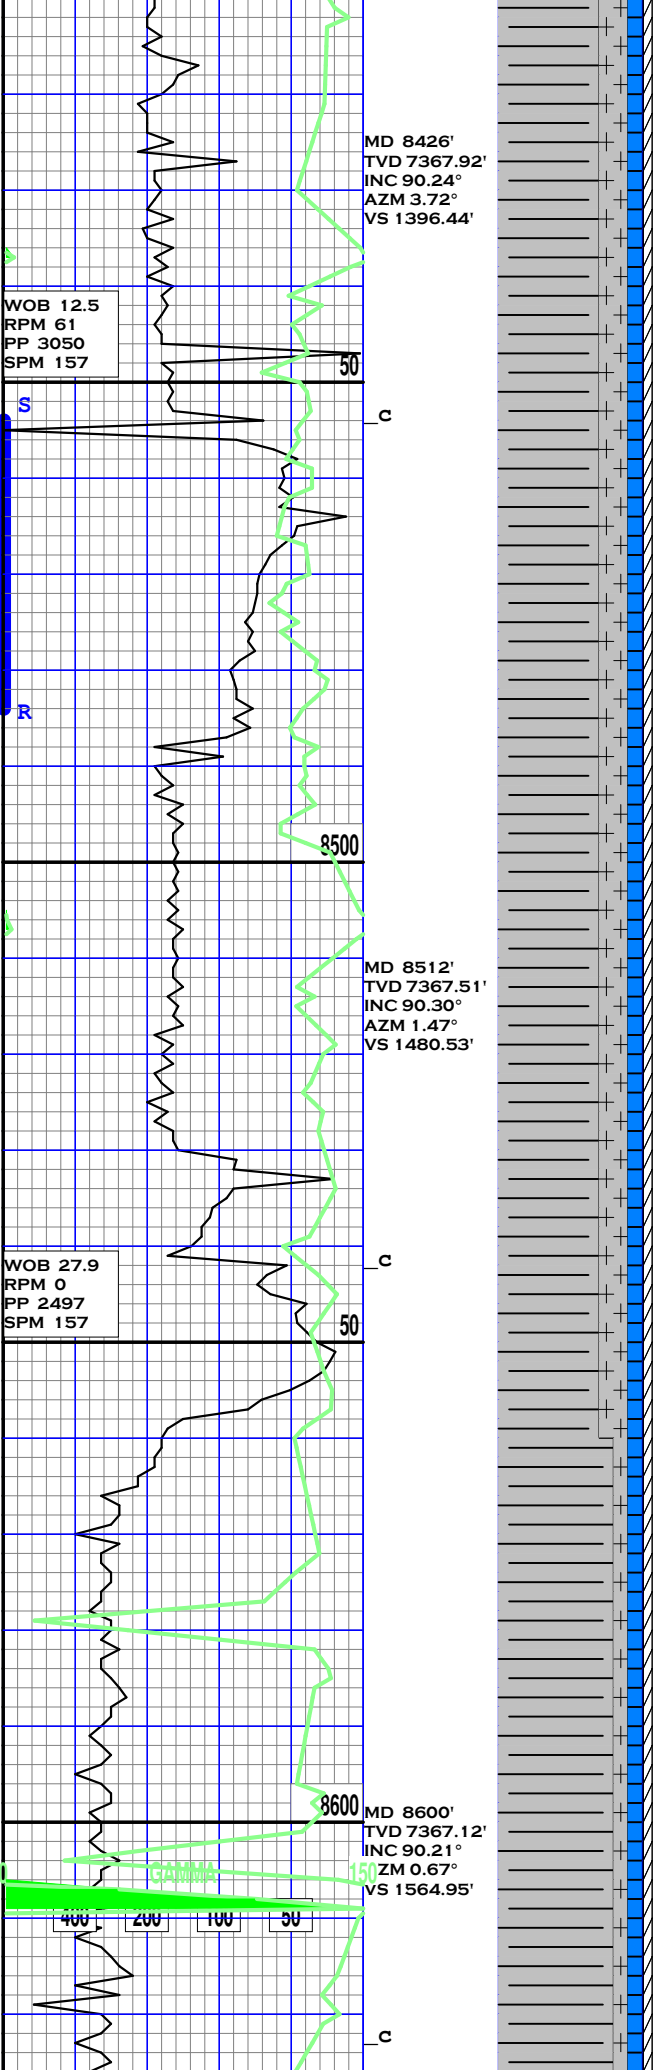 MD 8426'
TVD 7367.92'
INC 90.24°
AZM 3.72°
VS 1396.44'
WOB 12.5
RPM 61
PP 3050
SPM 157
50
S
C
R
8500
MD 8512'
TVD 7367.51'
INC 90.30°
AZM 1.47°
VS 1480.53'
C
WOB 27.9
RPM 0
PP 2497
SPM 157
50
8600
MD 8600'
TVD 7367.12'
INC 90.21°
ZM 0.67°
VS 1564.95'
0 GAMMA 150
400 200 100 50
C